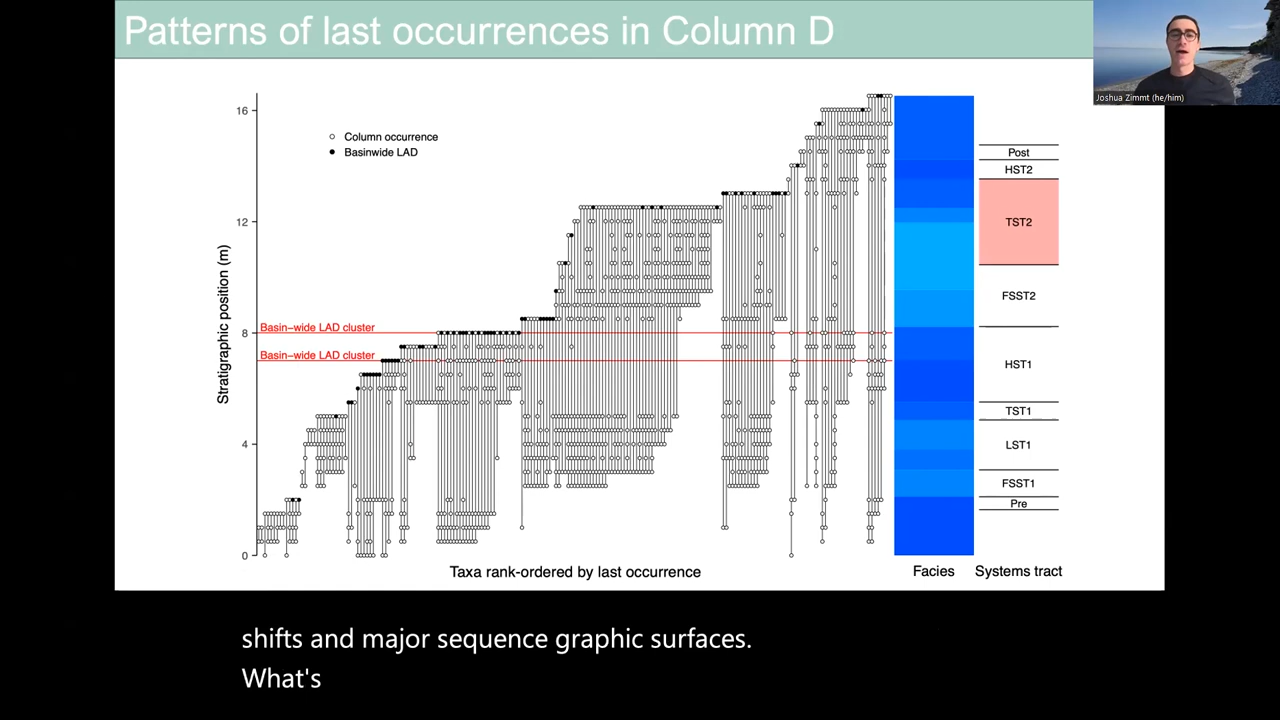 Patterns of last occurrences in Column D
Joshua Zimmt (he/him)
16
Column occurrence
Basinwide LAD
Post
HST2
12
TST2
Stratigraphic position (m)
FSST2
Basin-wide LAD cluster
8
Basin-wide LAD cluster
HST1
TST1
4
LST1
FSST1
Pre
0
Taxa rank-ordered by last occurrence
Facies
Systems tract
shifts and major sequence graphic surfaces.
What's